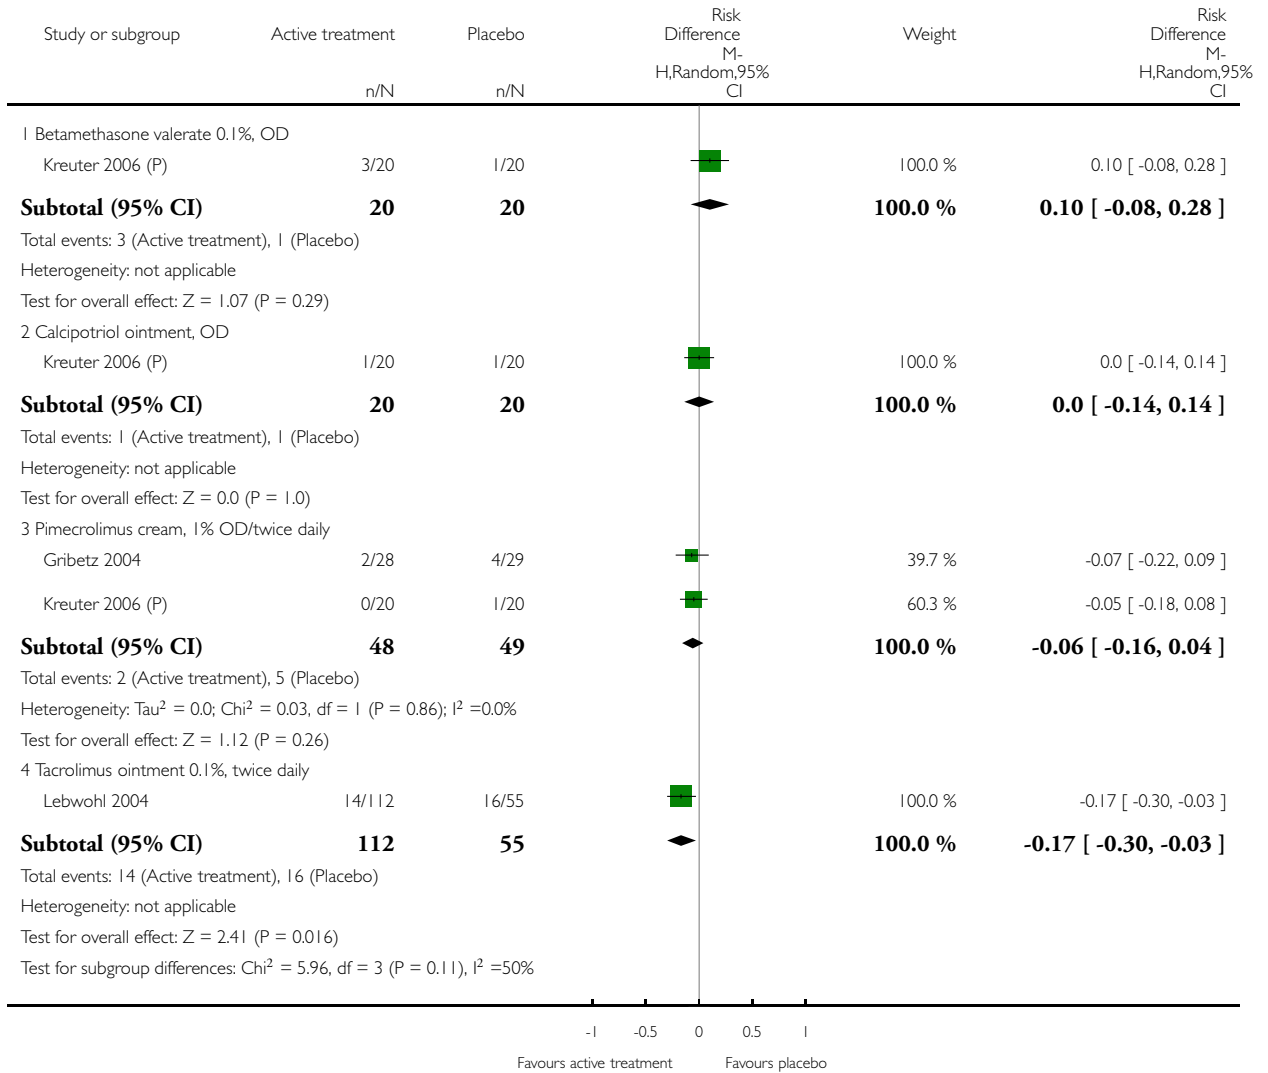 Study or subgroup Active treatment Placebo Risk Difference M-H,Random,95% CI Weight Risk Difference M-H,Random,95% CI
n/N n/N
1 Betamethasone valerate 0.1%, OD
Kreuter 2006 (P) 3/20 1/20 100.0 % 0.10 [ -0.08, 0.28 ]
Subtotal (95% CI) 20 20 100.0 % 0.10 [ -0.08, 0.28 ]
Total events: 3 (Active treatment), 1 (Placebo)
Heterogeneity: not applicable
Test for overall effect: Z = 1.07 (P = 0.29)
2 Calcipotriol ointment, OD
Kreuter 2006 (P) 1/20 1/20 100.0 % 0.0 [ -0.14, 0.14 ]
Subtotal (95% CI) 20 20 100.0 % 0.0 [ -0.14, 0.14 ]
Total events: 1 (Active treatment), 1 (Placebo)
Heterogeneity: not applicable
Test for overall effect: Z = 0.0 (P = 1.0)
3 Pimecrolimus cream, 1% OD/twice daily
Gribetz 2004 2/28 4/29 39.7 % -0.07 [ -0.22, 0.09 ]
Kreuter 2006 (P) 0/20 1/20 60.3 % -0.05 [ -0.18, 0.08 ]
Subtotal (95% CI) 48 49 100.0 % -0.06 [ -0.16, 0.04 ]
Total events: 2 (Active treatment), 5 (Placebo)
Heterogeneity: Tau² = 0.0; Chi² = 0.03, df = 1 (P = 0.86); I² =0.0%
Test for overall effect: Z = 1.12 (P = 0.26)
4 Tacrolimus ointment 0.1%, twice daily
Lebwohl 2004 14/112 16/55 100.0 % -0.17 [ -0.30, -0.03 ]
Subtotal (95% CI) 112 55 100.0 % -0.17 [ -0.30, -0.03 ]
Total events: 14 (Active treatment), 16 (Placebo)
Heterogeneity: not applicable
Test for overall effect: Z = 2.41 (P = 0.016)
Test for subgroup differences: Chi² = 5.96, df = 3 (P = 0.11), I² =50%
-1 -0.5 0 0.5 1
Favours active treatment Favours placebo